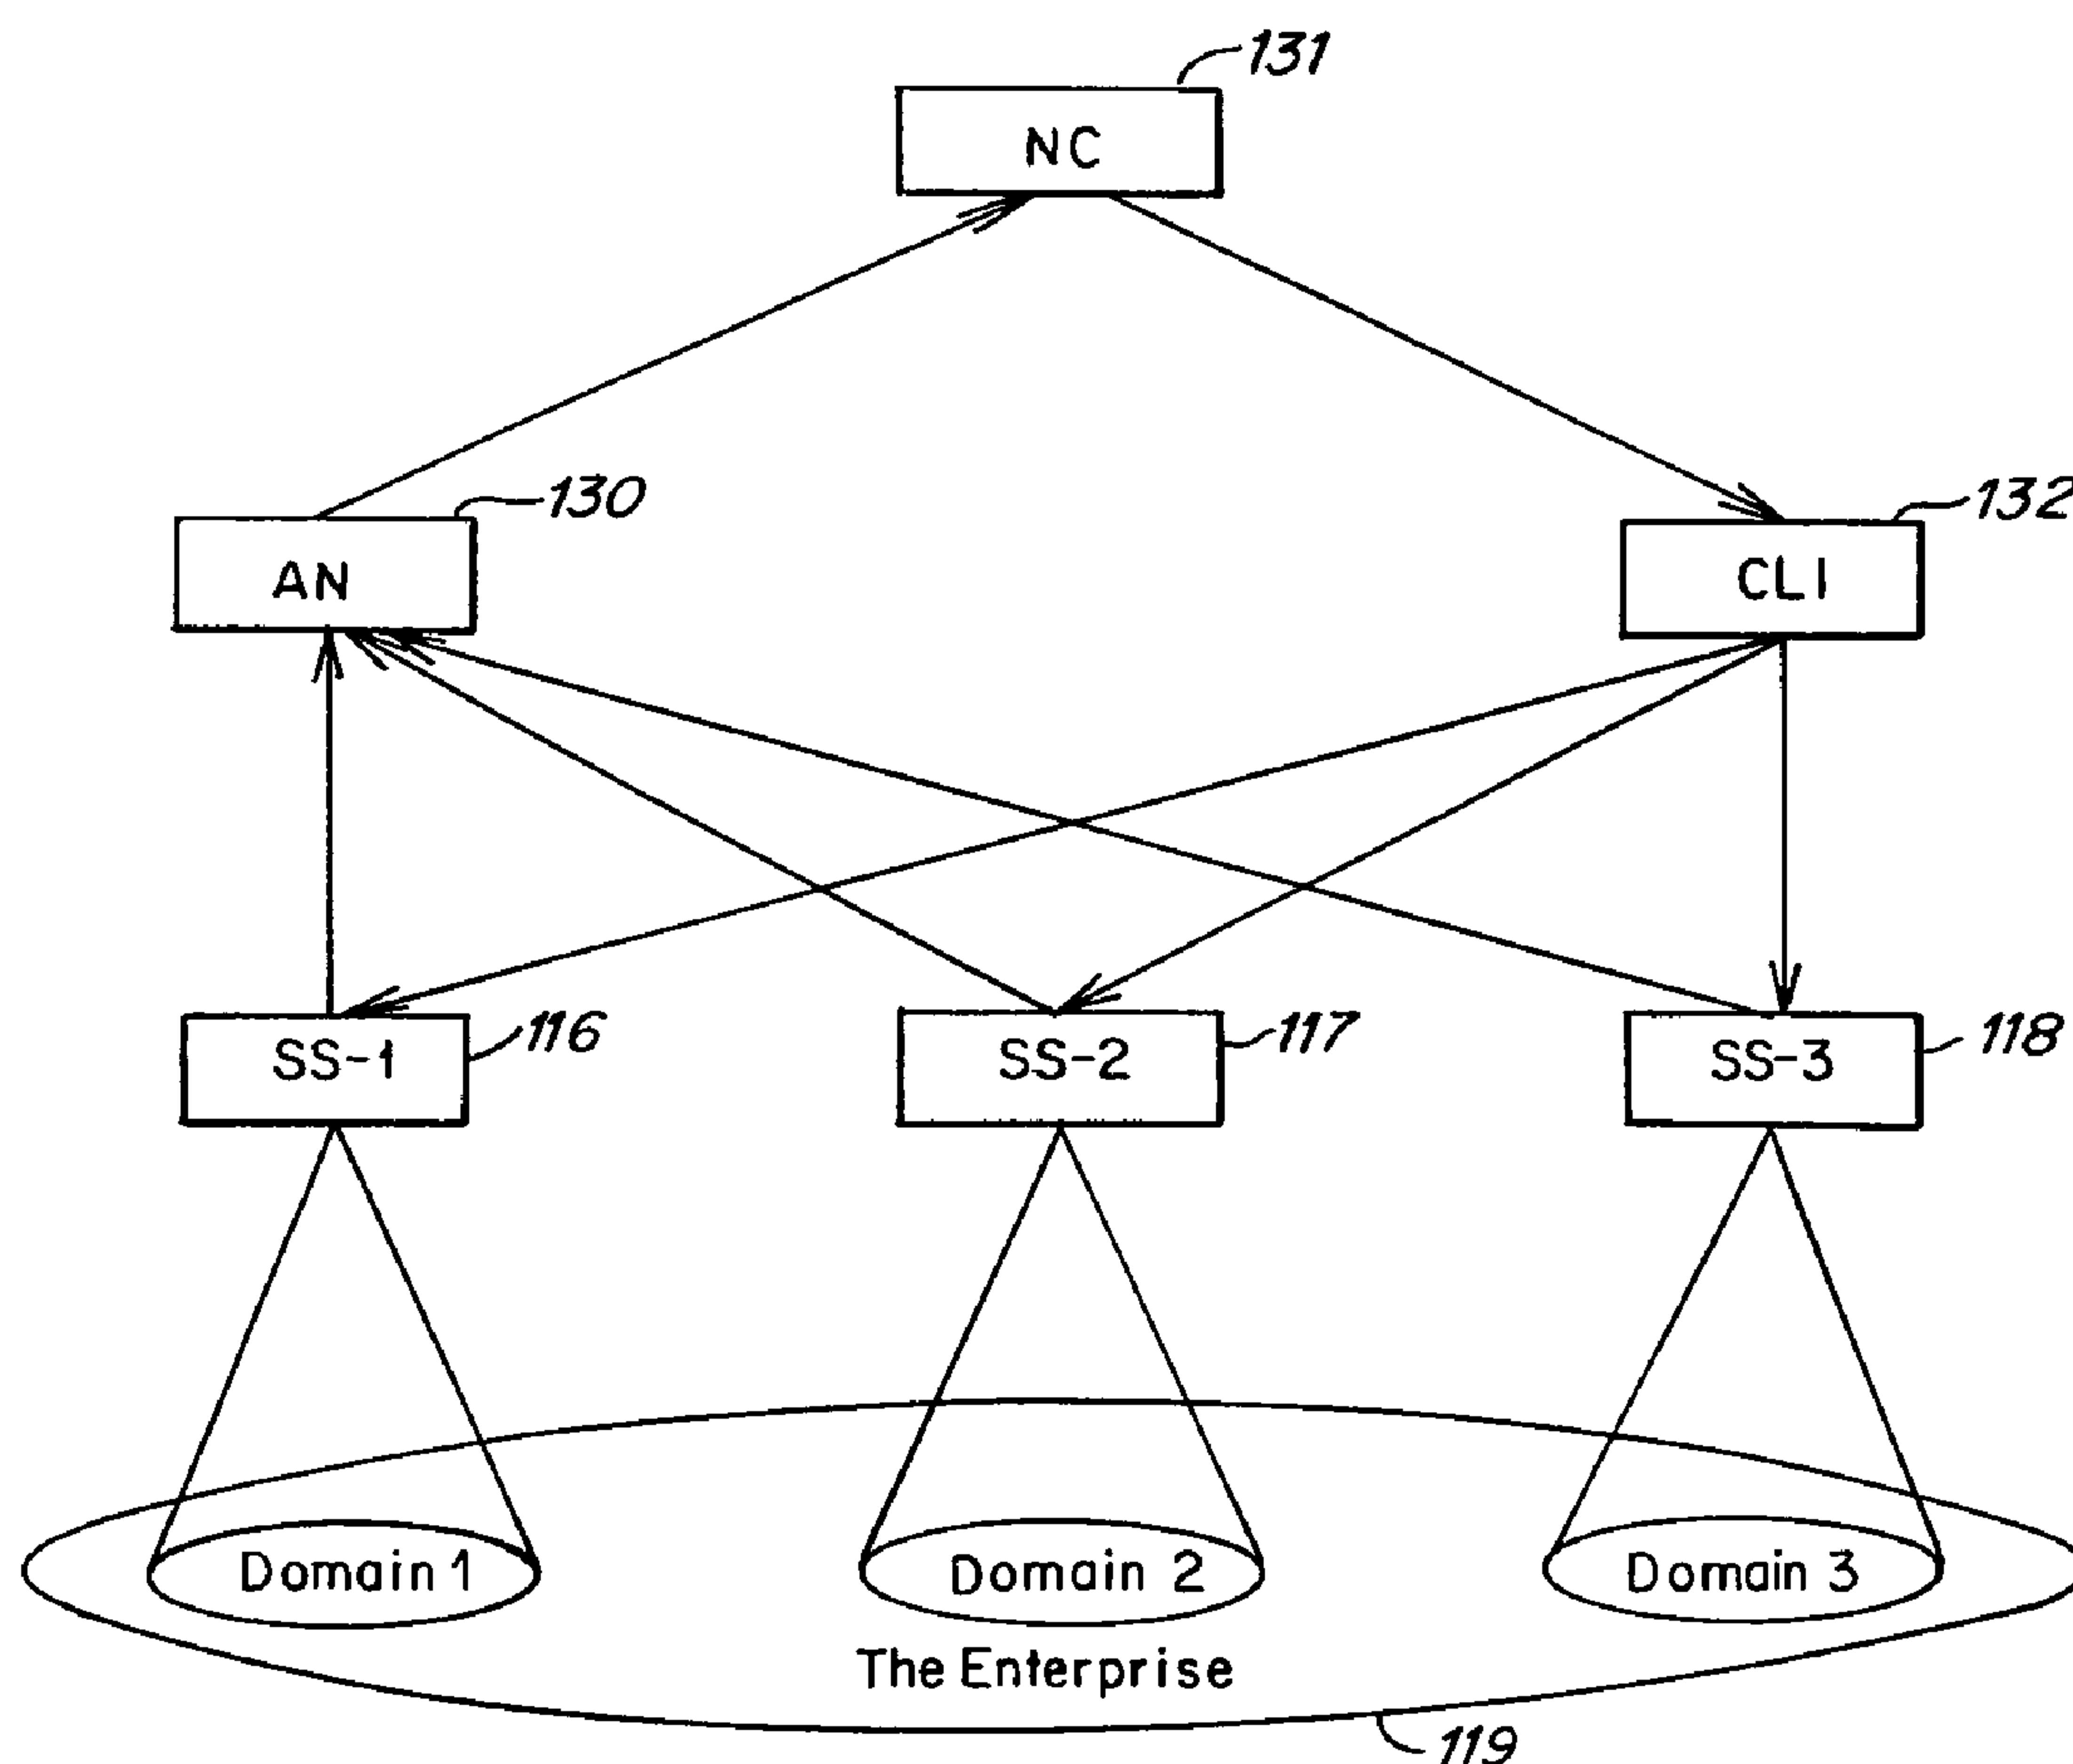 131
NC
130
132
AN
CLI
116
117
118
SS-1
SS-2
SS-3
Domain 1
Domain 2
Domain 3
The Enterprise
119